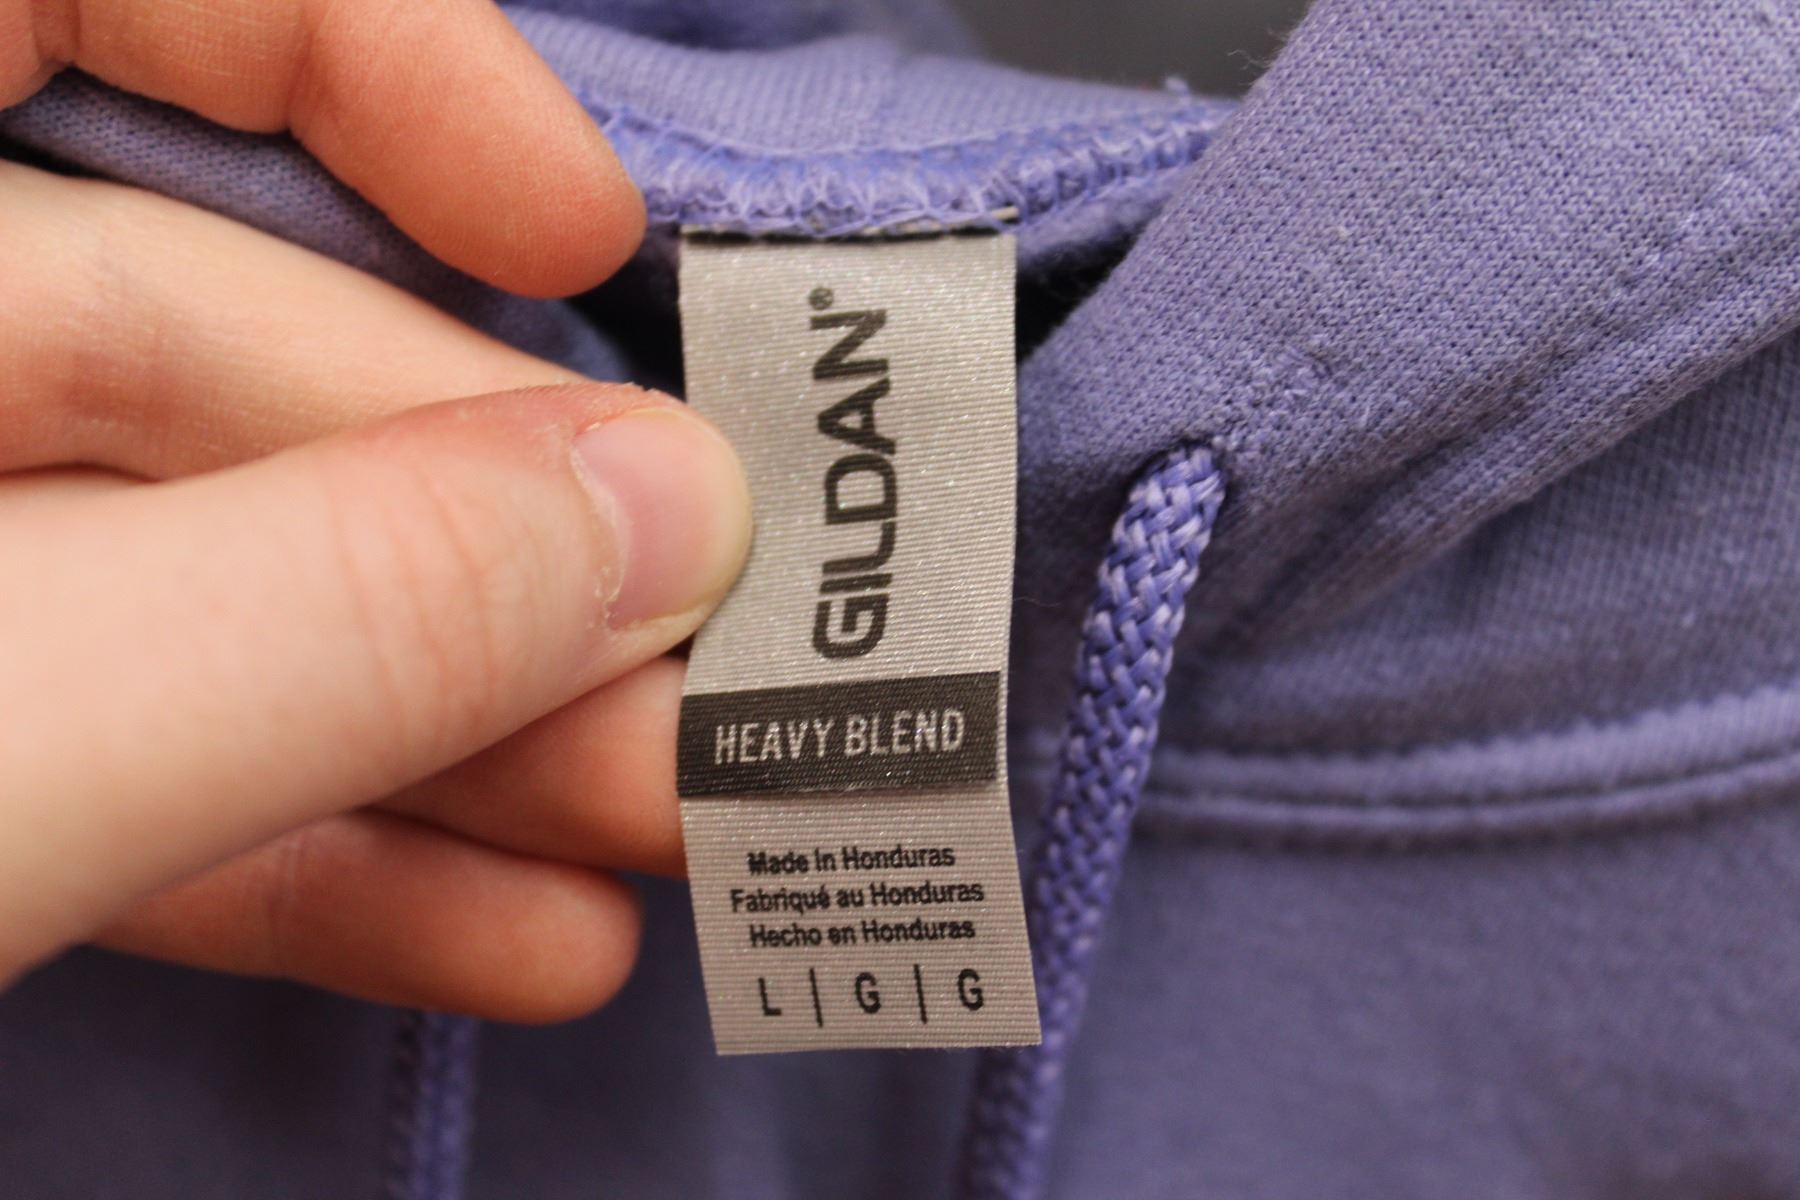 GILDAN®
HEAVY BLEND
Made in Honduras
Fabriqué au Honduras
Hecho en Honduras
L | G | G